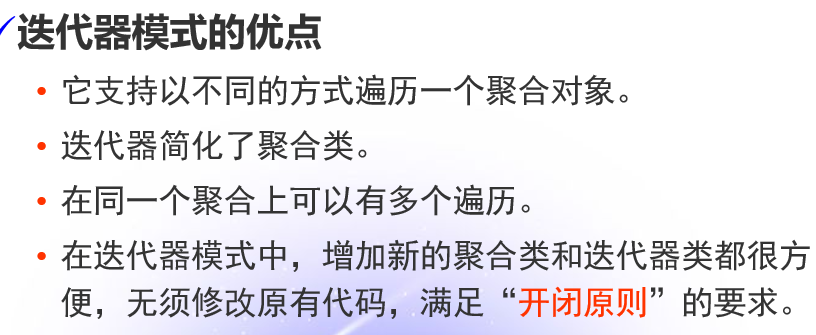 迭代器模式的优点
• 它支持以不同的方式遍历一个聚合对象。
• 迭代器简化了聚合类。
• 在同一个聚合上可以有多个遍历。
• 在迭代器模式中，增加新的聚合类和迭代器类都很方
便，无须修改原有代码，满足“开闭原则”的要求。